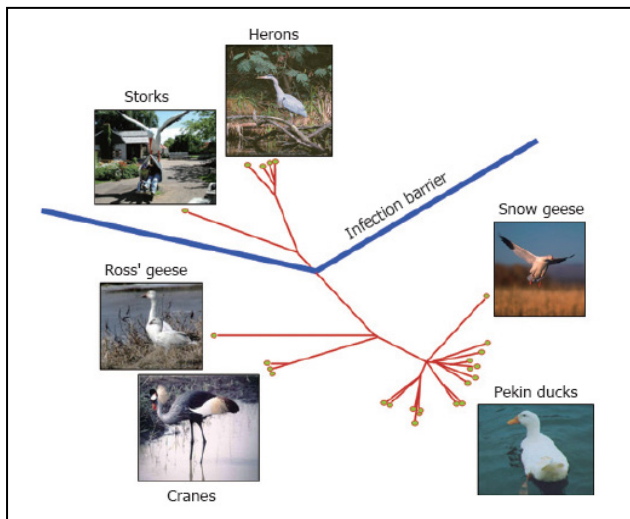 Herons
Storks
Infection barrier
Snow geese
Ross' geese
Pekin ducks
Cranes